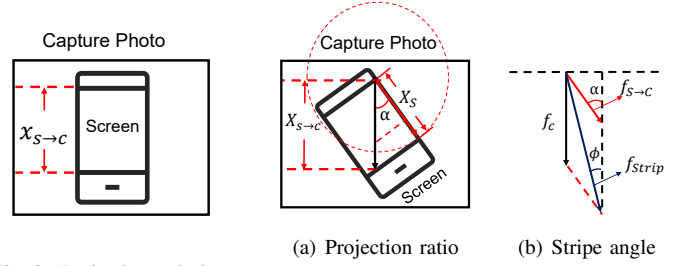 Capture Photo
Screen
x_{S→C}
Capture Photo
X_S
X_{S→C}
α
Screen
α
f_{S→C}
f_c
ϕ
f_{Strip}
(a) Projection ratio
(b) Stripe angle